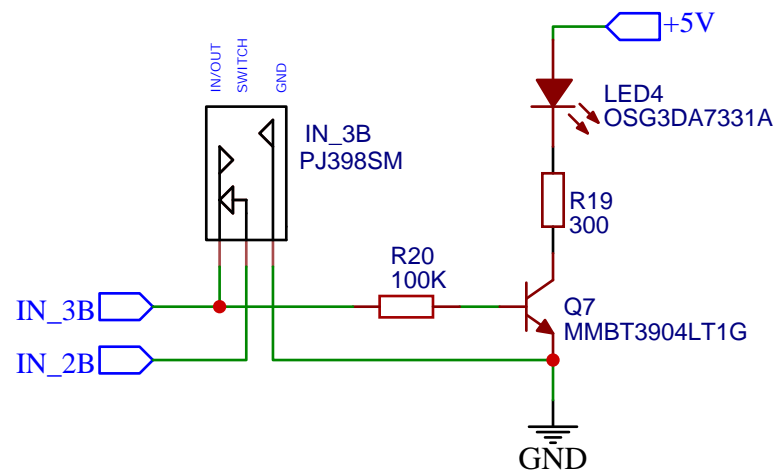 +5V
IN/OUT
SWITCH
GND
LED4
OSG3DA7331A
IN_3B
PJ398SM
R19
300
R20
100K
IN_3B
Q7
MMBT3904LT1G
IN_2B
GND